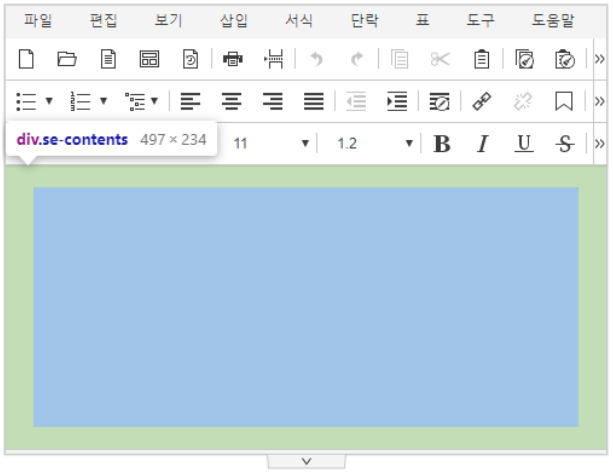 파일 편집 보기 삽입 서식 단락 표 도구 도움말
div.se-contents 497 × 234 11 1.2 B I U S